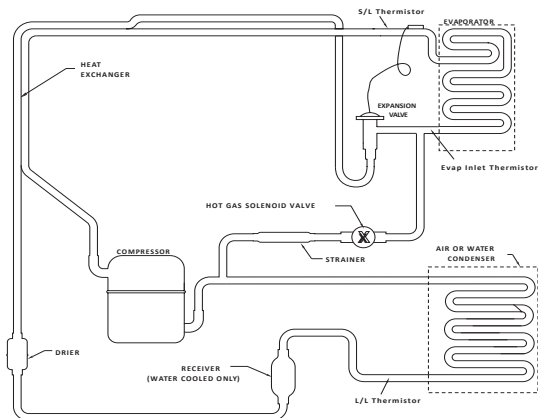 S/L Thermistor
EVAPORATOR
HEAT
EXCHANGER
EXPANSION
VALVE
Evap Inlet Thermistor
HOT GAS SOLENOID VALVE
X
COMPRESSOR
STRAINER
AIR OR WATER
CONDENSER
DRIER
RECEIVER
(WATER COOLED ONLY)
L/L Thermistor